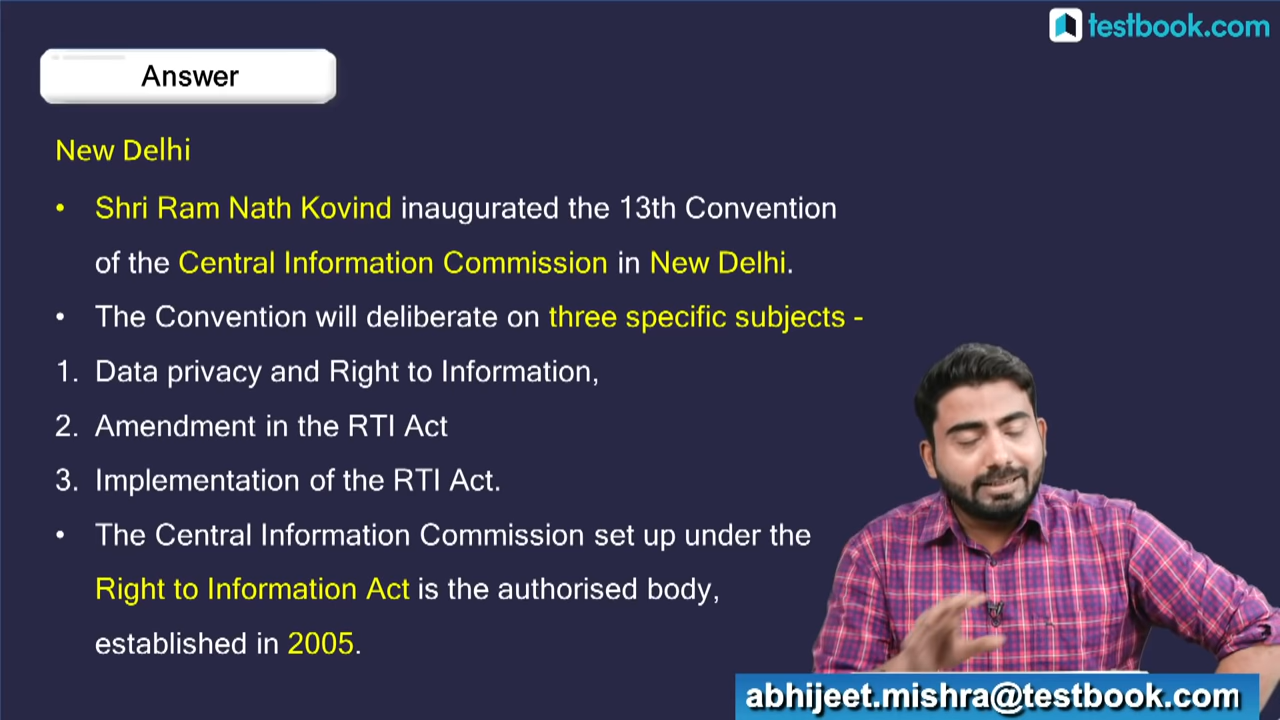 testbook.com
Answer
New Delhi
• Shri Ram Nath Kovind inaugurated the 13th Convention
of the Central Information Commission in New Delhi.
• The Convention will deliberate on three specific subjects -
1. Data privacy and Right to Information,
2. Amendment in the RTI Act
3. Implementation of the RTI Act.
• The Central Information Commission set up under the
Right to Information Act is the authorised body,
established in 2005.
abhijeet.mishra@testbook.com